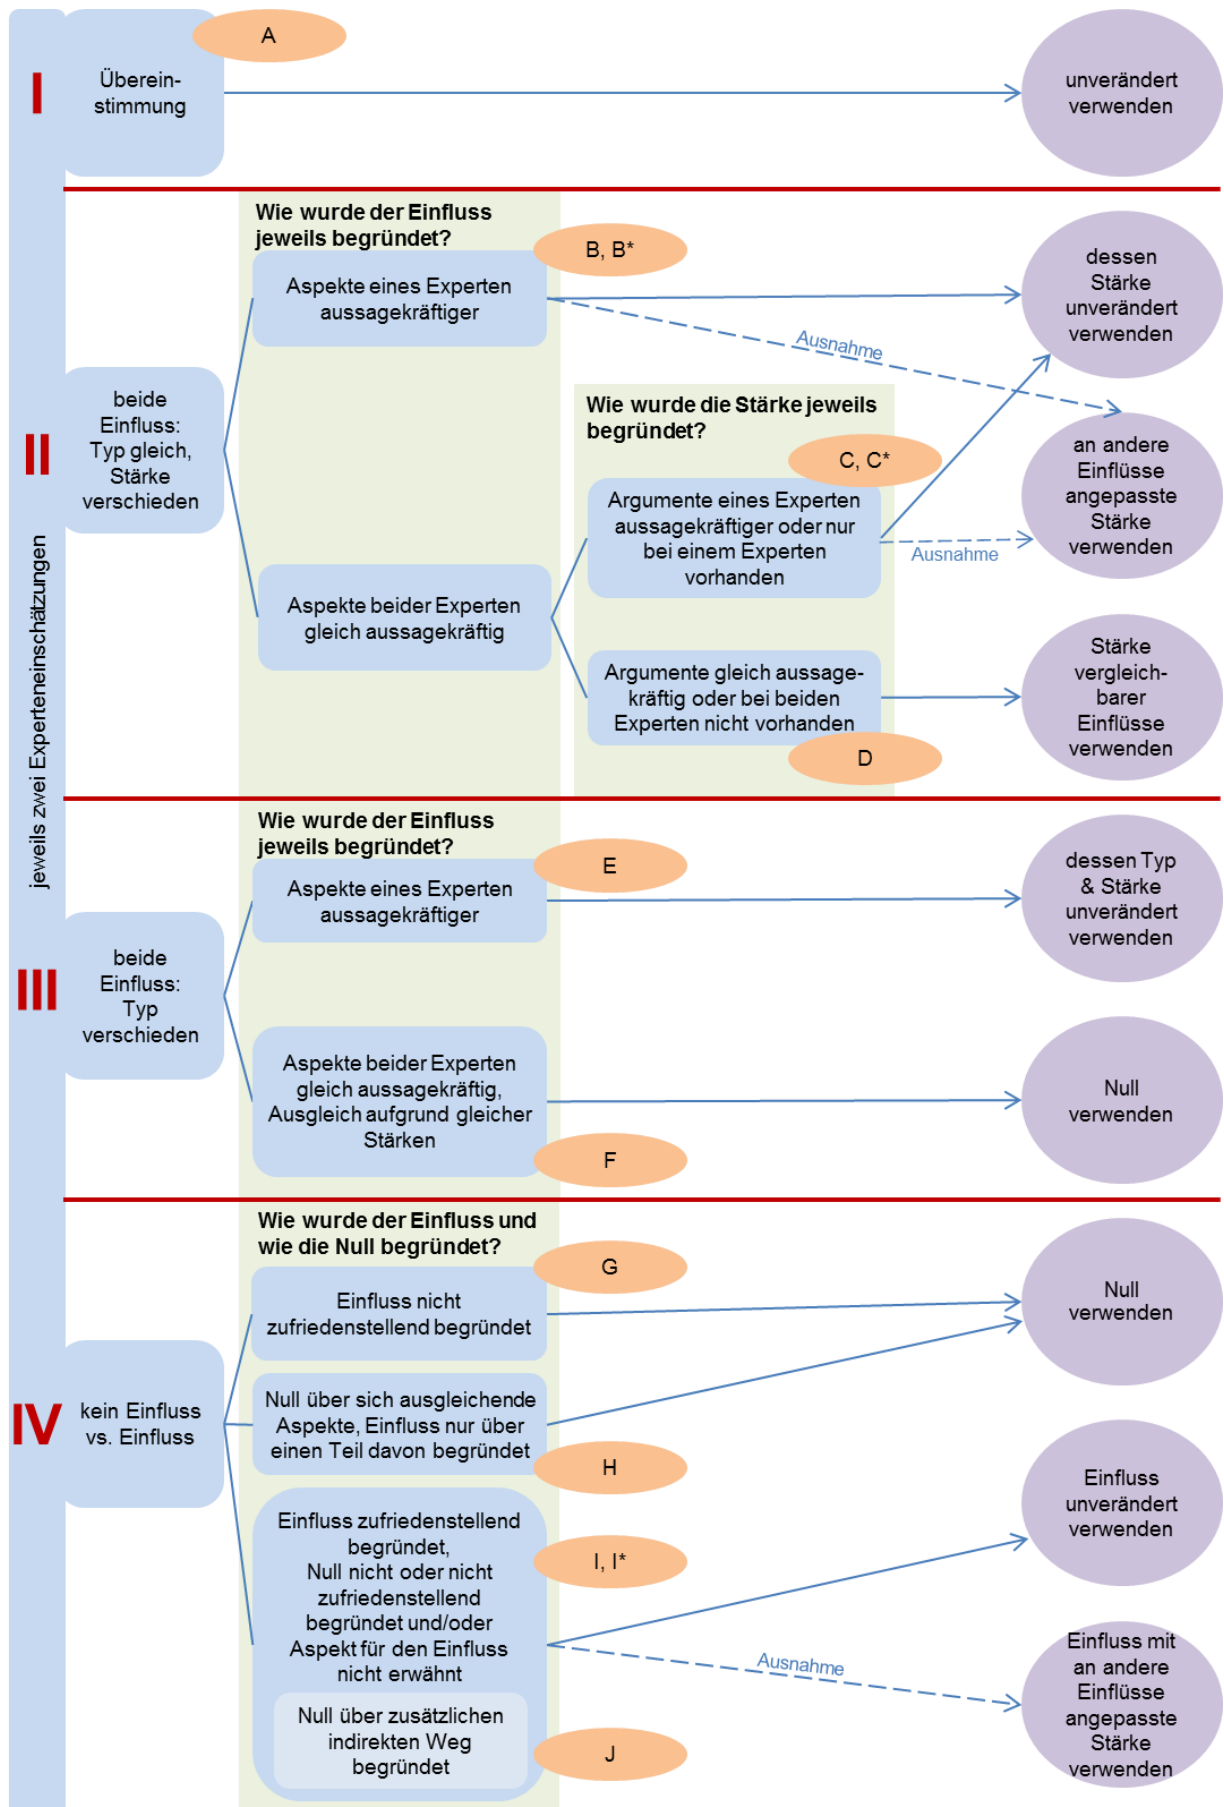 jeweils zwei Experteneinschätzungen
I
Überein-
stimmung
A
unverändert
verwenden
II
beide
Einfluss:
Typ gleich,
Stärke
verschieden
Wie wurde der Einfluss
jeweils begründet?
Aspekte eines Experten
aussagekräftiger
B, B*
Ausnahme
dessen
Stärke
unverändert
verwenden
Aspekte beider Experten
gleich aussagekräftig
Wie wurde die Stärke jeweils
begründet?
C, C*
Argumente eines Experten
aussagekräftiger oder nur
bei einem Experten
vorhanden
Ausnahme
an andere
Einflüsse
angepasste
Stärke
verwenden
Argumente gleich aussage-
kräftig oder bei beiden
Experten nicht vorhanden
D
Stärke
vergleich-
barer
Einflüsse
verwenden
III
beide
Einfluss:
Typ
verschieden
Wie wurde der Einfluss
jeweils begründet?
Aspekte eines Experten
aussagekräftiger
E
dessen Typ
& Stärke
unverändert
verwenden
Aspekte beider Experten
gleich aussagekräftig,
Ausgleich aufgrund gleicher
Stärken
F
Null
verwenden
IV
kein Einfluss
vs. Einfluss
Wie wurde der Einfluss und
wie die Null begründet?
G
Einfluss nicht
zufriedenstellend begründet
Null
verwenden
Null über sich ausgleichende
Aspekte, Einfluss nur über
einen Teil davon begründet
H
Einfluss zufriedenstellend
begründet,
Null nicht oder nicht
zufriedenstellend
begründet und/oder
Aspekt für den Einfluss
nicht erwähnt
I, I*
Einfluss
unverändert
verwenden
Ausnahme
Null über zusätzlichen
indirekten Weg
begründet
J
Einfluss mit
an andere
Einflüsse
angepasste
Stärke
verwenden